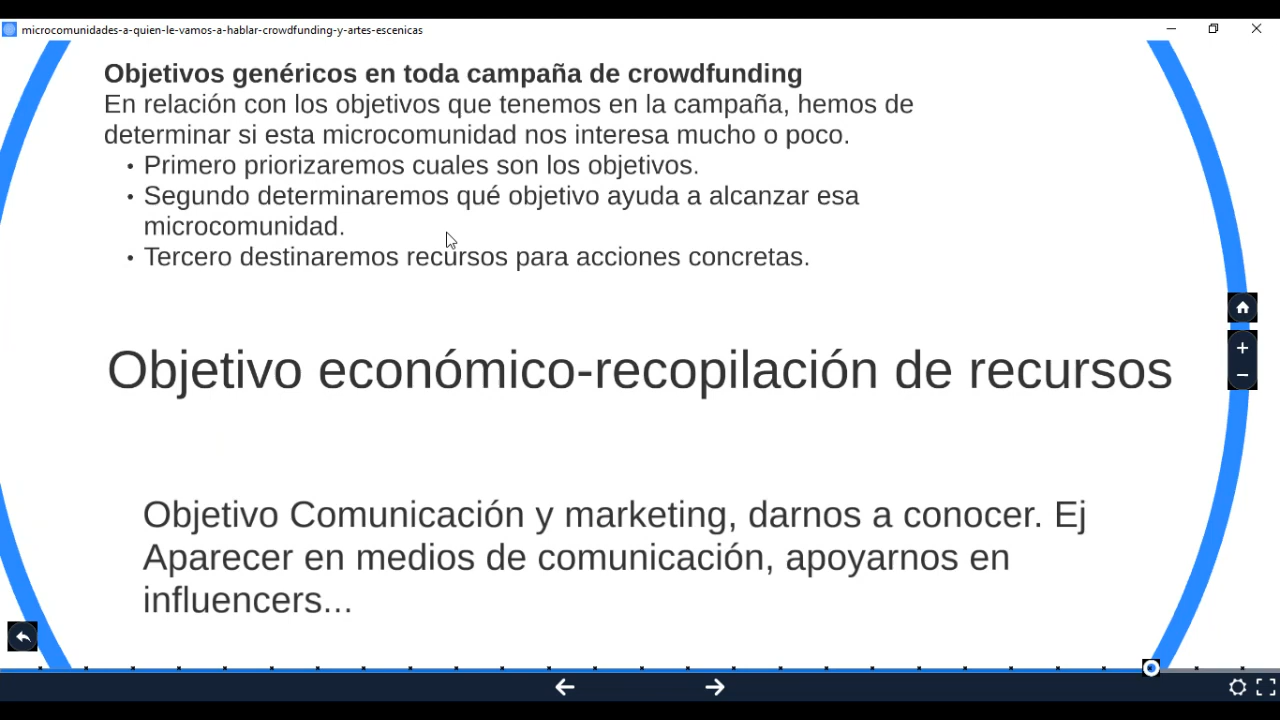 microcomunidades-a-quien-le-vamos-a-hablar-crowdfunding-y-artes-escenicas
Objetivos genéricos en toda campaña de crowdfunding
En relación con los objetivos que tenemos en la campaña, hemos de
determinar si esta microcomunidad nos interesa mucho o poco.
• Primero priorizaremos cuales son los objetivos.
• Segundo determinaremos qué objetivo ayuda a alcanzar esa
microcomunidad.
• Tercero destinaremos recursos para acciones concretas.
Objetivo económico-recopilación de recursos
Objetivo Comunicación y marketing, darnos a conocer. Ej
Aparecer en medios de comunicación, apoyarnos en
influencers...